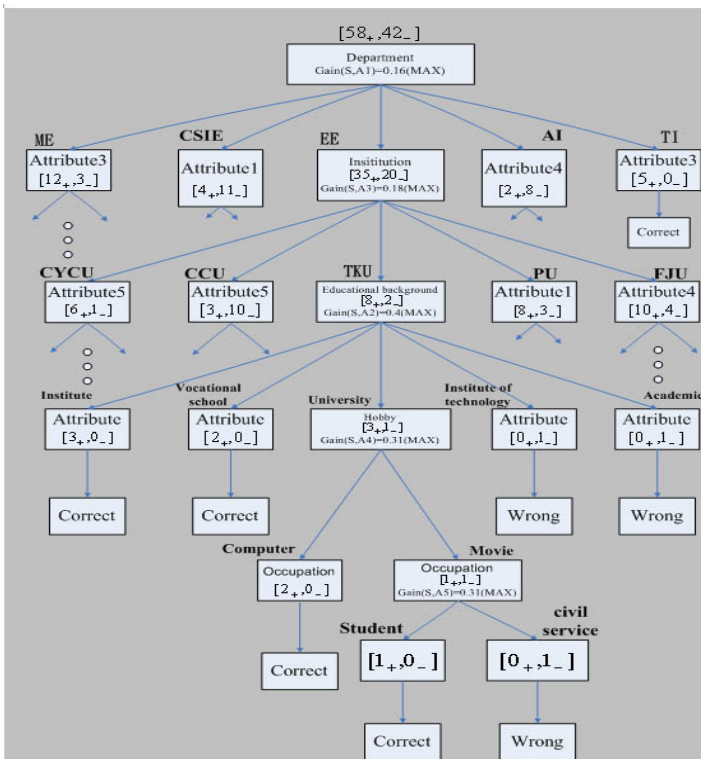 [58+,42−]
Department
Gain(S,A1)=0.16(MAX)
ME CSIE EE AI TI
Attribute3 Attribute1 Insititution Attribute4 Attribute3
[12+,3−] [4+,11−] [35+,20−] [2+,8−] [5+,0−]
Gain(S,A3)=0.18(MAX)
Correct
CYCU CCU TKU PU FJU
Attribute5 Attribute5 Educational background Attribute1 Attribute4
[6+,1−] [3+,10−] [8+,2−] [8+,3−] [10+,4−]
Gain(S,A2)=0.4(MAX)
Institute Vocational school University Institute of technology Academic
Attribute Attribute Hobby Attribute Attribute
[3+,0−] [2+,0−] [3+,1−] [0+,1−] [0+,1−]
Gain(S,A4)=0.31(MAX)
Correct Correct Wrong Wrong
Computer Movie
Occupation Occupation
[2+,0−] [1+,1−]
Gain(S,A5)=0.31(MAX)
Student civil service
[1+,0−] [0+,1−]
Correct
Correct Wrong